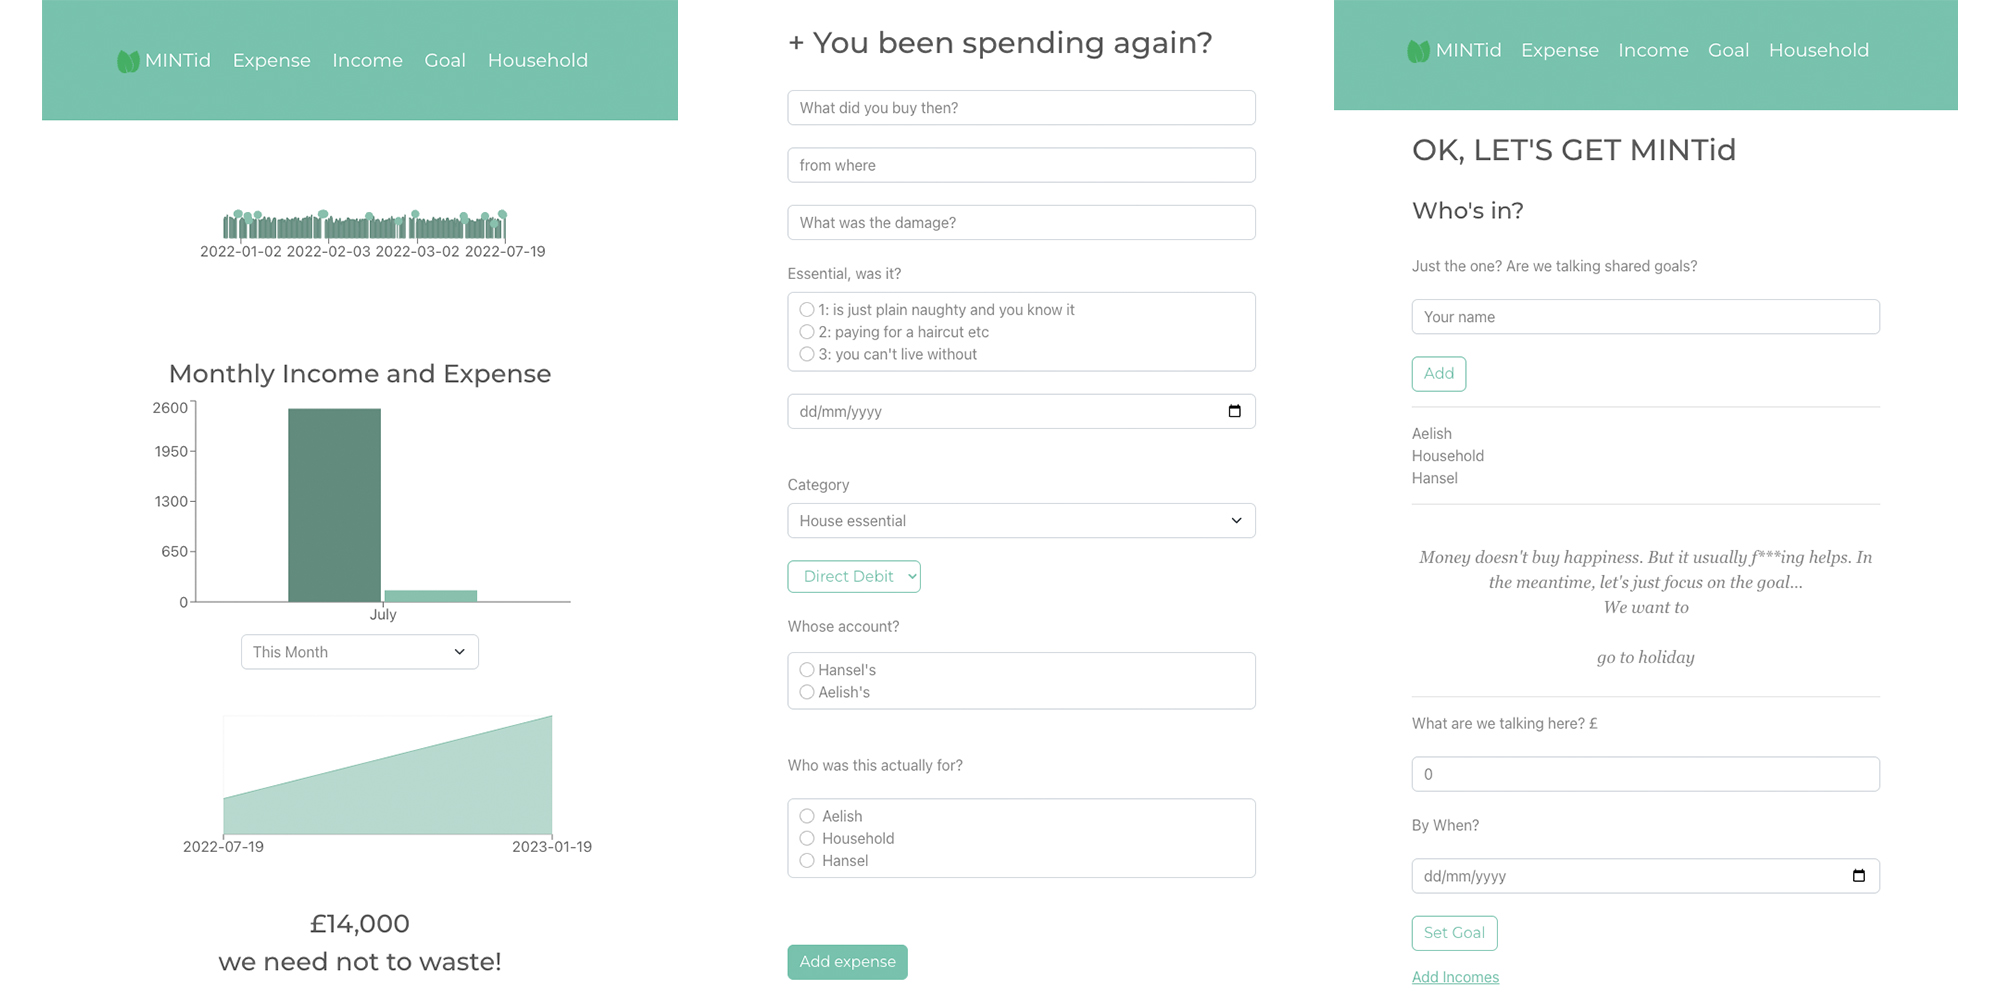 MINTid Expense Income Goal Household
2022-01-02 2022-02-03 2022-03-02 2022-07-19
Monthly Income and Expense
2600
1950
1300
650
0
July
This Month
2022-07-19 2023-01-19
£14,000
we need not to waste!
+ You been spending again?
What did you buy then?
from where
What was the damage?
Essential, was it?
1: is just plain naughty and you know it
2: paying for a haircut etc
3: you can't live without
dd/mm/yyyy
Category
House essential
Direct Debit
Whose account?
Hansel's
Aelish's
Who was this actually for?
Aelish
Household
Hansel
Add expense
MINTid Expense Income Goal Household
OK, LET'S GET MINTid
Who's in?
Just the one? Are we talking shared goals?
Your name
Add
Aelish
Household
Hansel
Money doesn't buy happiness. But it usually f***ing helps. In
the meantime, let's just focus on the goal...
We want to
go to holiday
What are we talking here? £
0
By When?
dd/mm/yyyy
Set Goal
Add Incomes